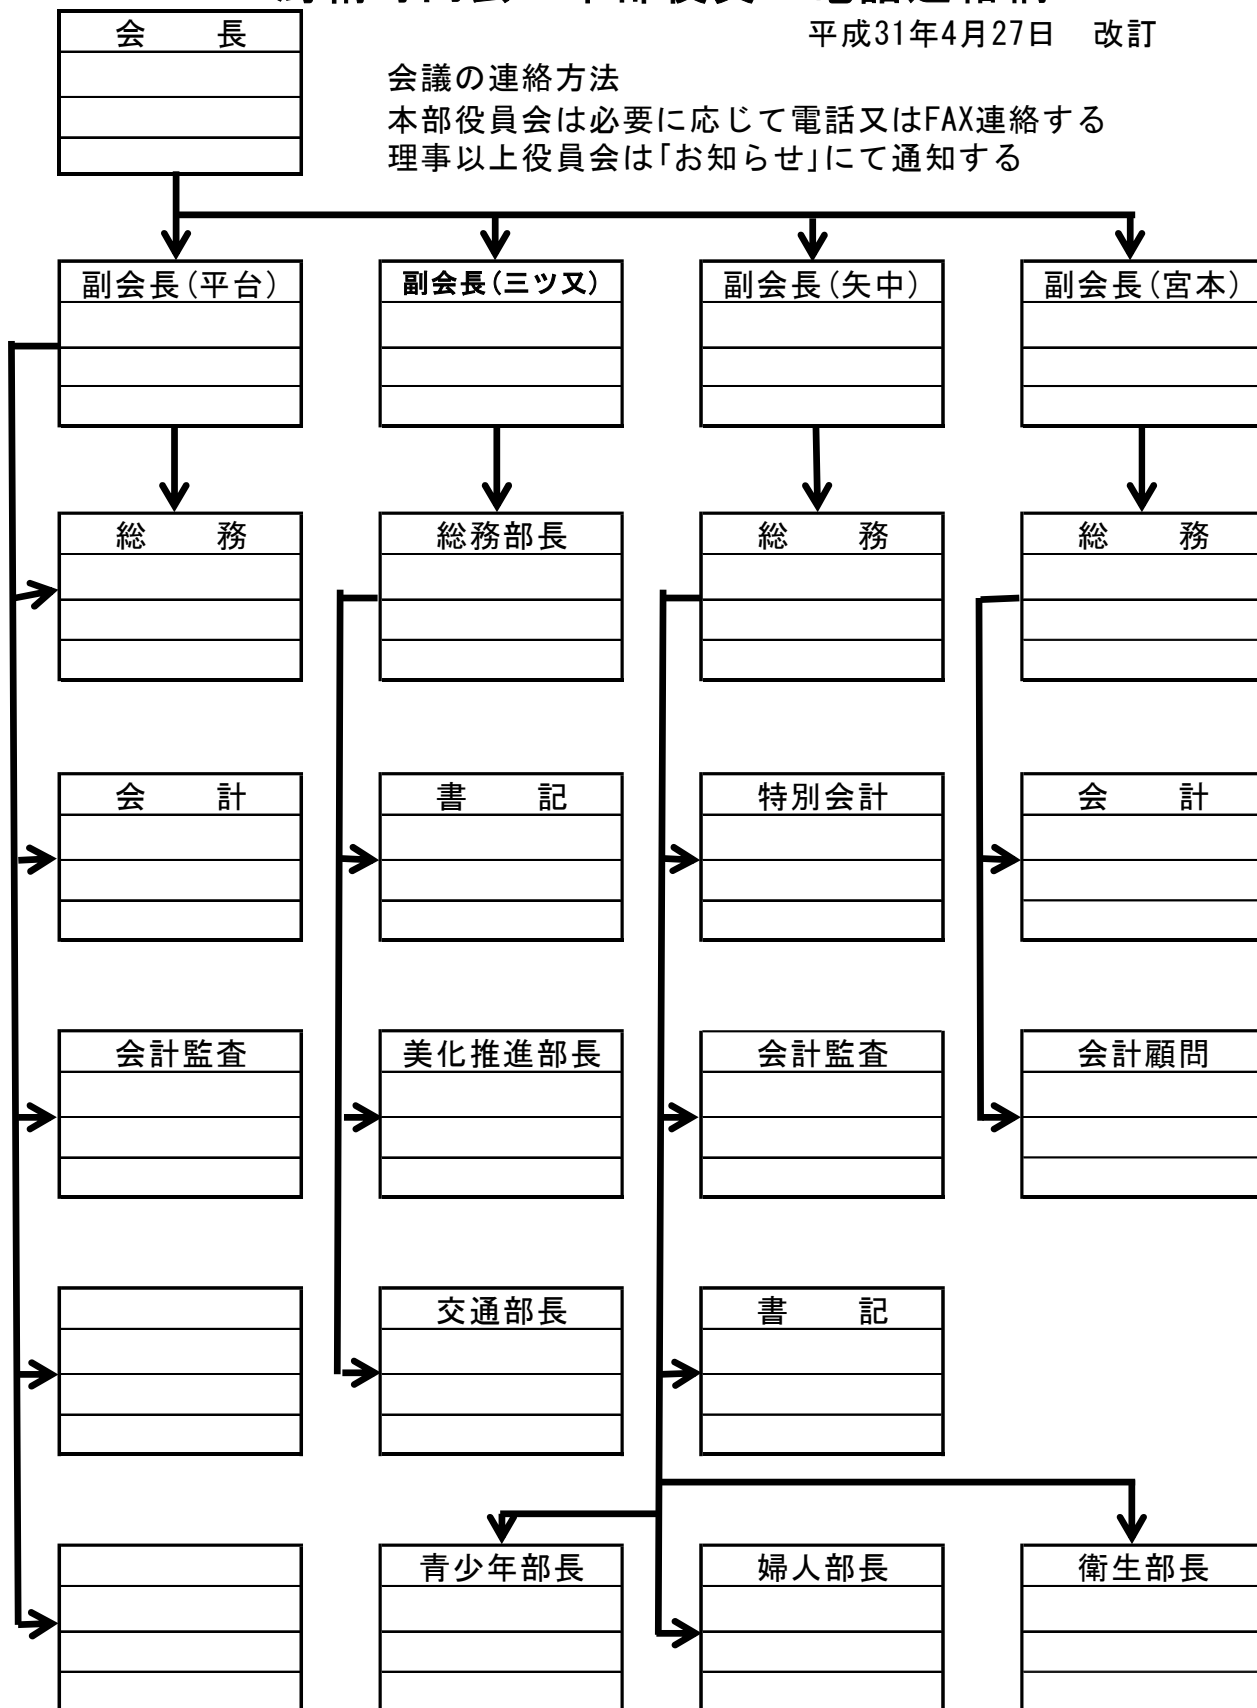 会　　長
平成31年4月27日　改訂
会議の連絡方法
本部役員会は必要に応じて電話又はFAX連絡する
理事以上役員会は｢お知らせ｣にて通知する
副会長(平台)
副会長(三ツ又)
副会長(矢中)
副会長(宮本)
総　　務
総務部長
総　　務
総　　務
会　　計
書　　記
特別会計
会　　計
会計監査
美化推進部長
会計監査
会計顧問
交通部長
書　　記
青少年部長
婦人部長
衛生部長